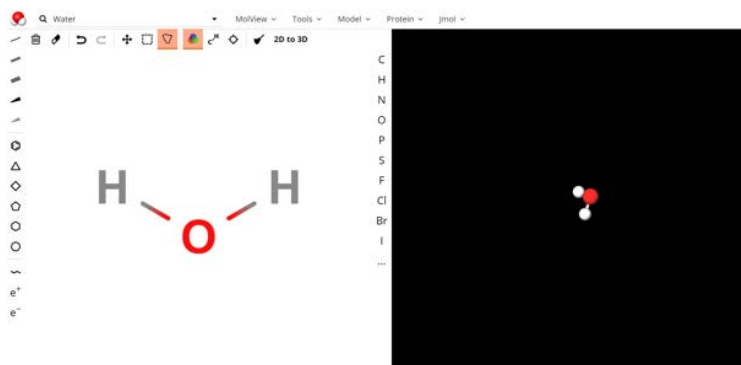 Water MolView Tools Model Protein Jmol
2D to 3D
C
H
N
O
P
S
F
Cl
Br
I
...
H H
O
e+
e−